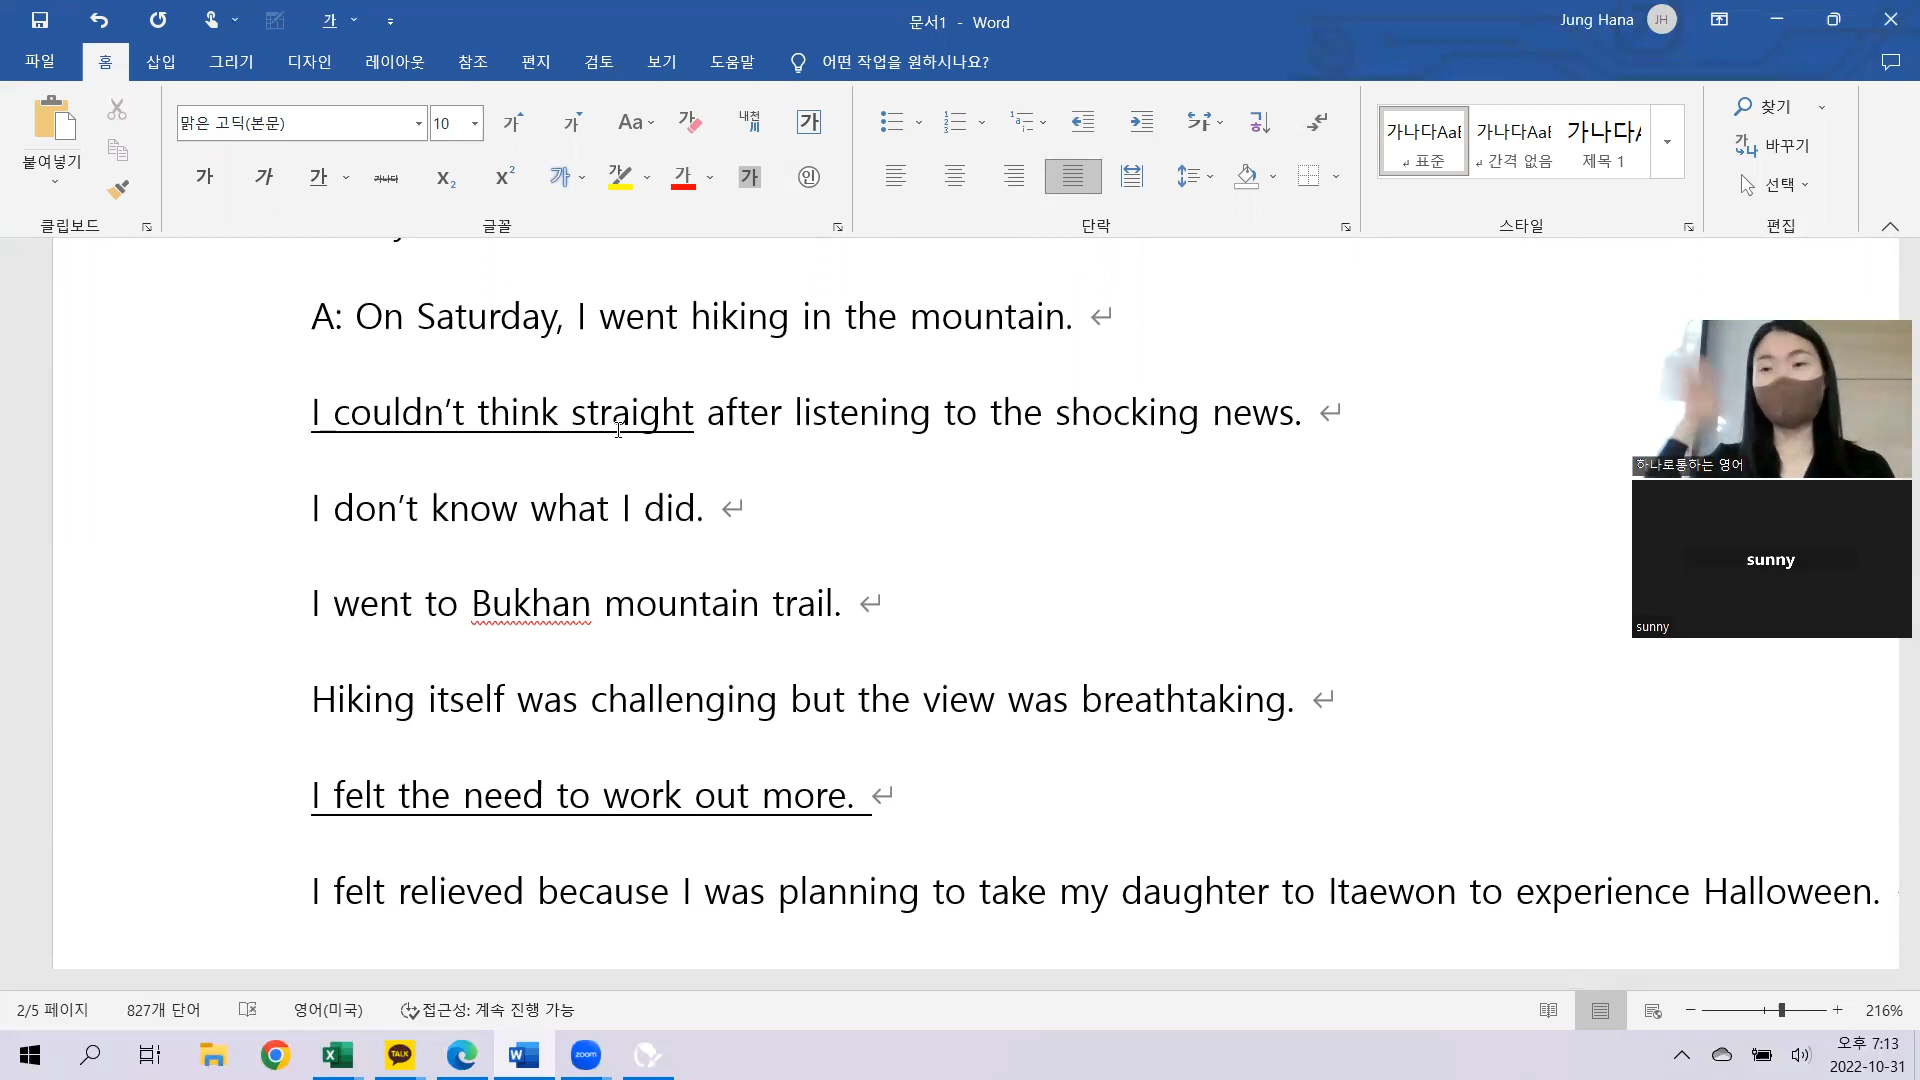 문서1 - Word
Jung Hana
JH
파일 홈 삽입 그리기 디자인 레이아웃 참조 편지 검토 보기 도움말 어떤 작업을 원하시나요?
붙여넣기
클립보드
맑은 고딕(본문)
10
글꼴
단락
가나다AaB
표준
가나다AaB
간격 없음
가나다A
제목 1
스타일
찾기
바꾸기
선택
편집
A: On Saturday, I went hiking in the mountain.
I couldn't think straight after listening to the shocking news.
I don't know what I did.
I went to Bukhan mountain trail.
Hiking itself was challenging but the view was breathtaking.
I felt the need to work out more.
I felt relieved because I was planning to take my daughter to Itaewon to experience Halloween.
하나로통하는 영어
sunny
sunny
2/5 페이지 827개 단어 영어(미국) 접근성: 계속 진행 가능
216%
TALK
zoom
오후 7:13
2022-10-31